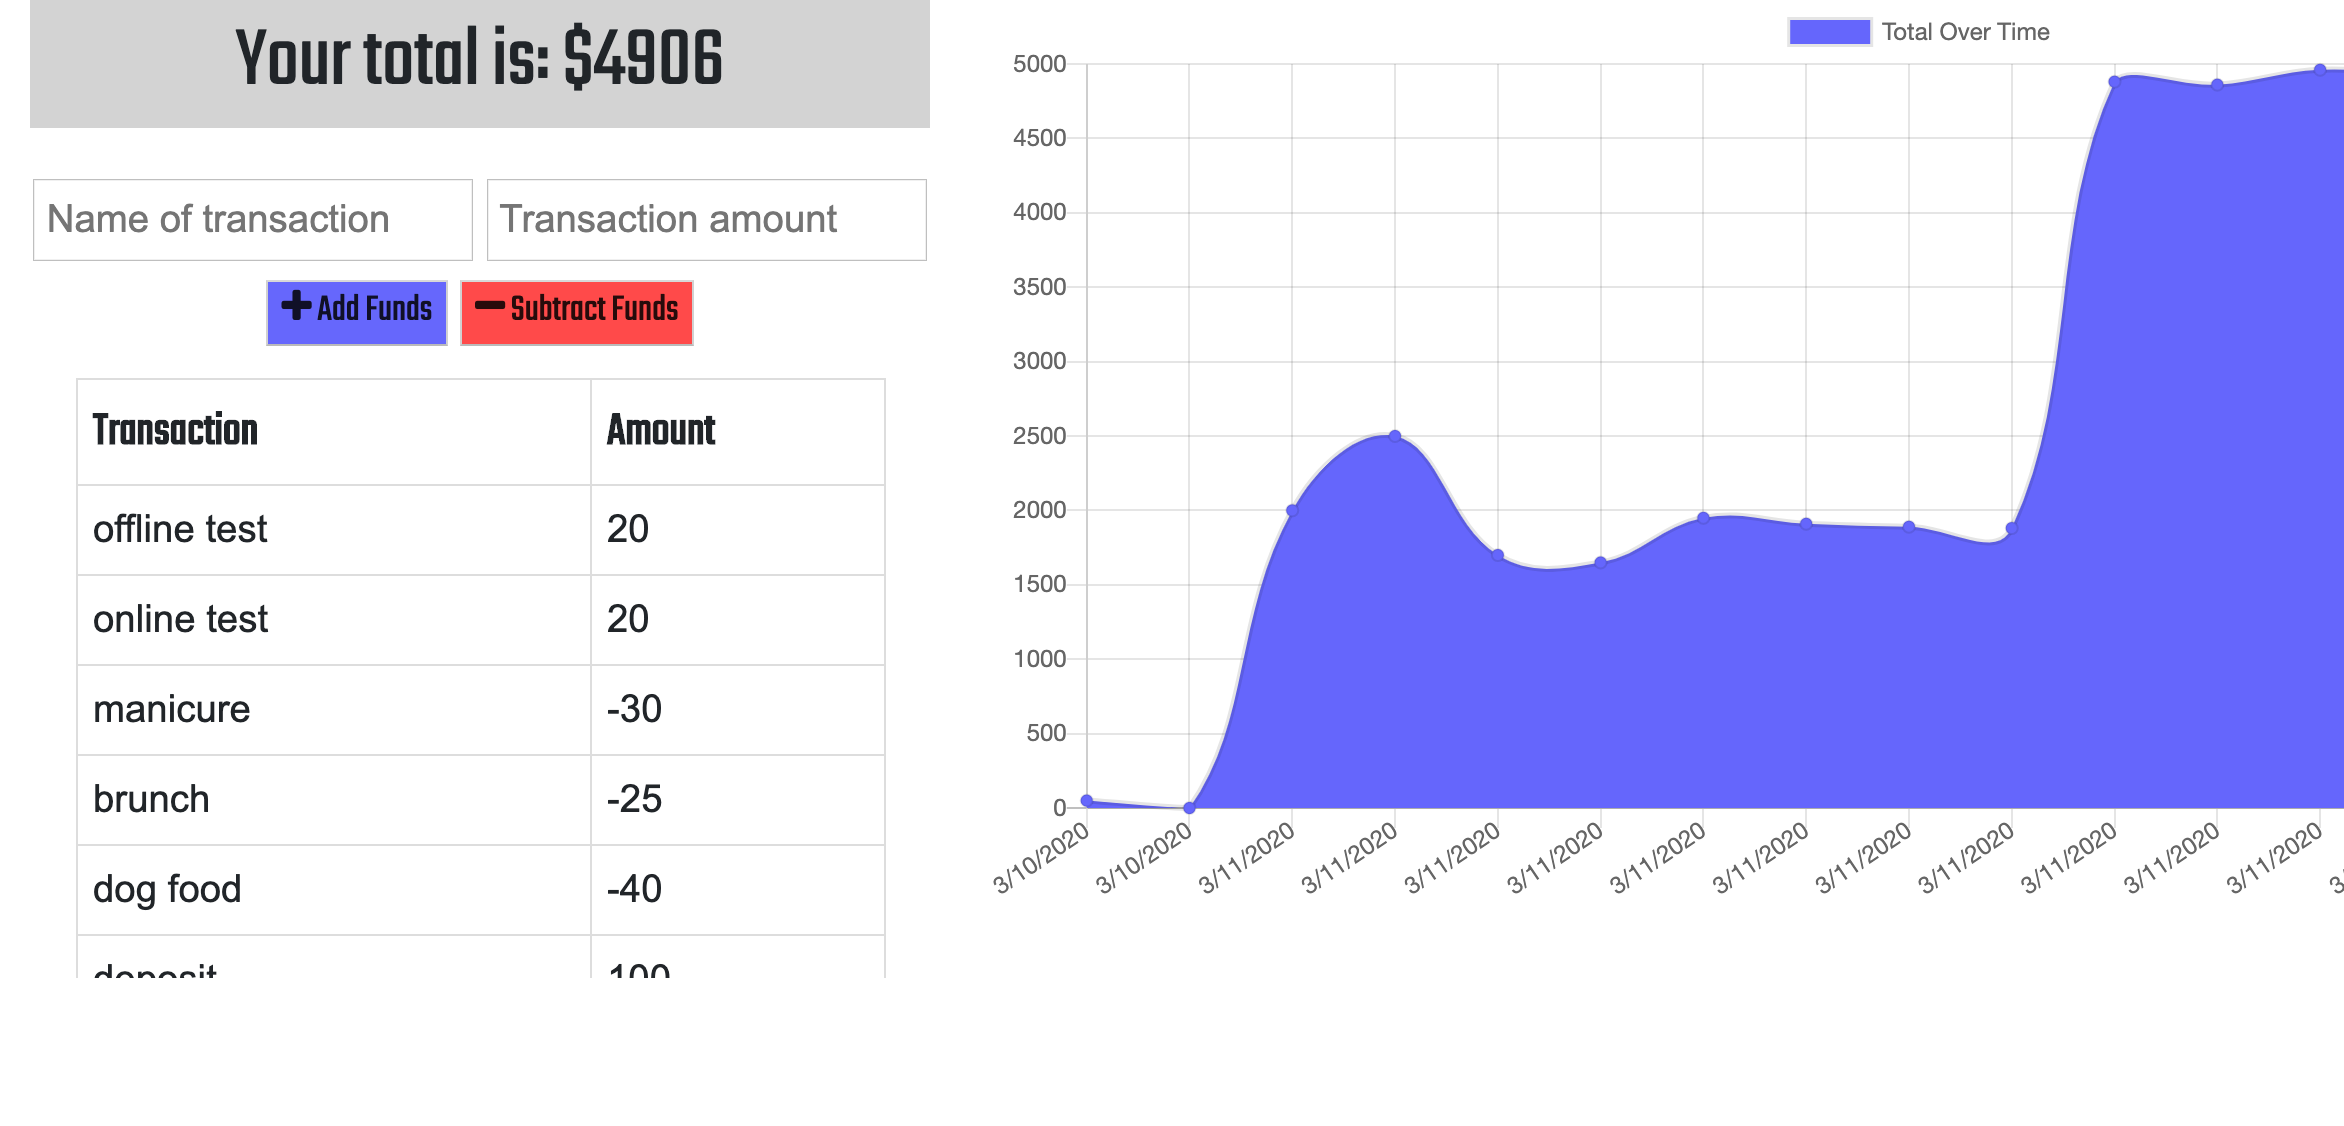 Your total is: $4906
Name of transaction Transaction amount
Add Funds Subtract Funds
Transaction Amount
offline test 20
online test 20
manicure -30
brunch -25
dog food -40
deposit 100
Total Over Time
5000
4500
4000
3500
3000
2500
2000
1500
1000
500
0
3/10/2020 3/10/2020 3/11/2020 3/11/2020 3/11/2020 3/11/2020 3/11/2020 3/11/2020 3/11/2020 3/11/2020 3/11/2020 3/11/2020 3/11/2020